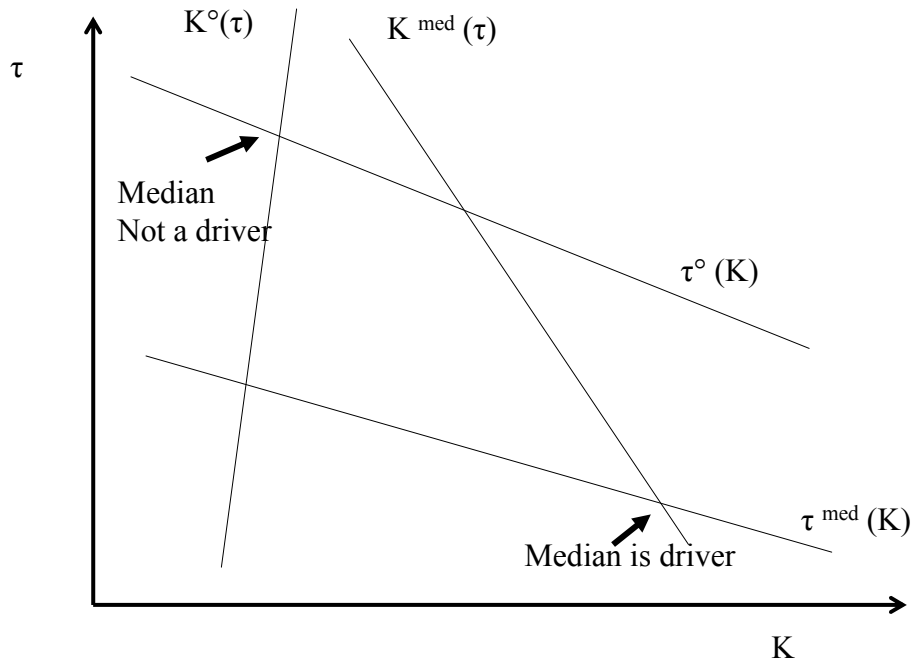 K°(τ)
K ᵐᵉᵈ (τ)
τ
Median
Not a driver
τ° (K)
τ ᵐᵉᵈ (K)
Median is driver
K